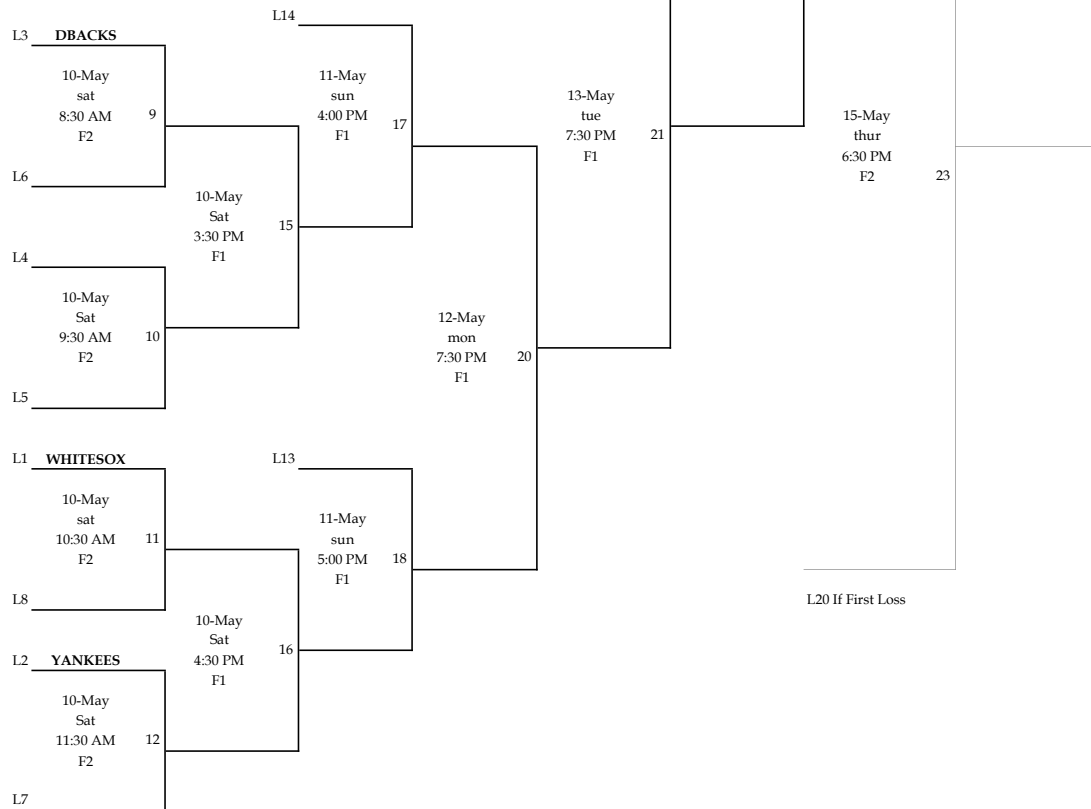 L14
L3 DBACKS
10-May
sat
8:30 AM
F2
9
L6
10-May
Sat
3:30 PM
F1
15
11-May
sun
4:00 PM
F1
17
13-May
tue
7:30 PM
F1
21
15-May
thur
6:30 PM
F2
23
L4
10-May
Sat
9:30 AM
F2
10
L5
12-May
mon
7:30 PM
F1
20
L1 WHITESOX
10-May
sat
10:30 AM
F2
11
L8
L13
11-May
sun
5:00 PM
F1
18
L20 If First Loss
10-May
Sat
4:30 PM
F1
16
L2 YANKEES
10-May
Sat
11:30 AM
F2
12
L7